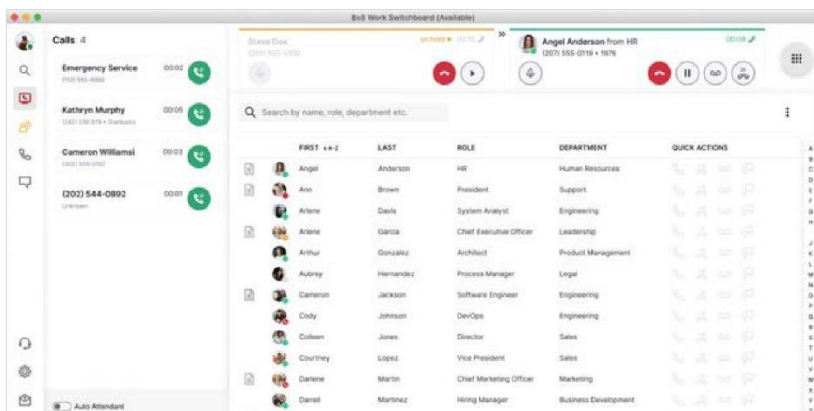 8x8 Work Switchboard (Available)
Calls 4
Emergency Service 00:02
Kathryn Murphy 00:05
Cameron Williamsi 00:03
(202) 544-0892 00:01
Unknown
Auto Attendant
Steve Doe
on hold
Angel Anderson from HR 00:09
(207) 555-0119 • 1976
Search by name, role, department etc.
FIRST A-Z LAST ROLE DEPARTMENT QUICK ACTIONS
Angel Anderson HR Human Resources
Ann Brown President Support
Arlene Davis System Analyst Engineering
Arlene Garcia Chief Executive Officer Leadership
Arthur Gonzalez Architect Product Management
Aubrey Hernandez Process Manager Legal
Cameron Jackson Software Engineer Engineering
Cody Johnson DevOps Engineering
Colleen Jones Director Sales
Courtney Lopez Vice President Sales
Darlene Martin Chief Marketing Officer Marketing
Darrell Martinez Hiring Manager Business Development